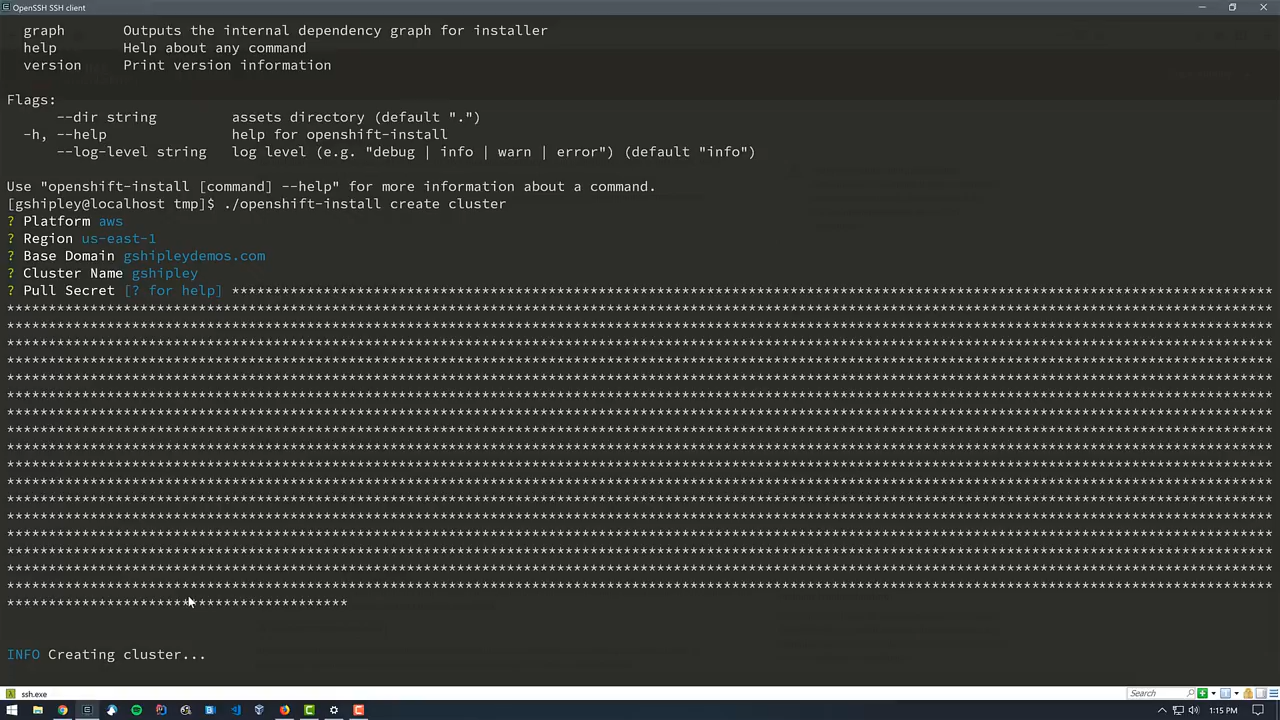 OpenSSH SSH client
graph Outputs the internal dependency graph for installer
help Help about any command
version Print version information
Flags:
--dir string assets directory (default ".")
-h, --help help for openshift-install
--log-level string log level (e.g. "debug | info | warn | error") (default "info")
Use "openshift-install [command] --help" for more information about a command.
[gshipley@localhost tmp]$ ./openshift-install create cluster
? Platform aws
? Region us-east-1
? Base Domain gshipleydemos.com
? Cluster Name gshipley
? Pull Secret [? for help]
INFO Creating cluster...
ssh.exe
Search
1:15 PM